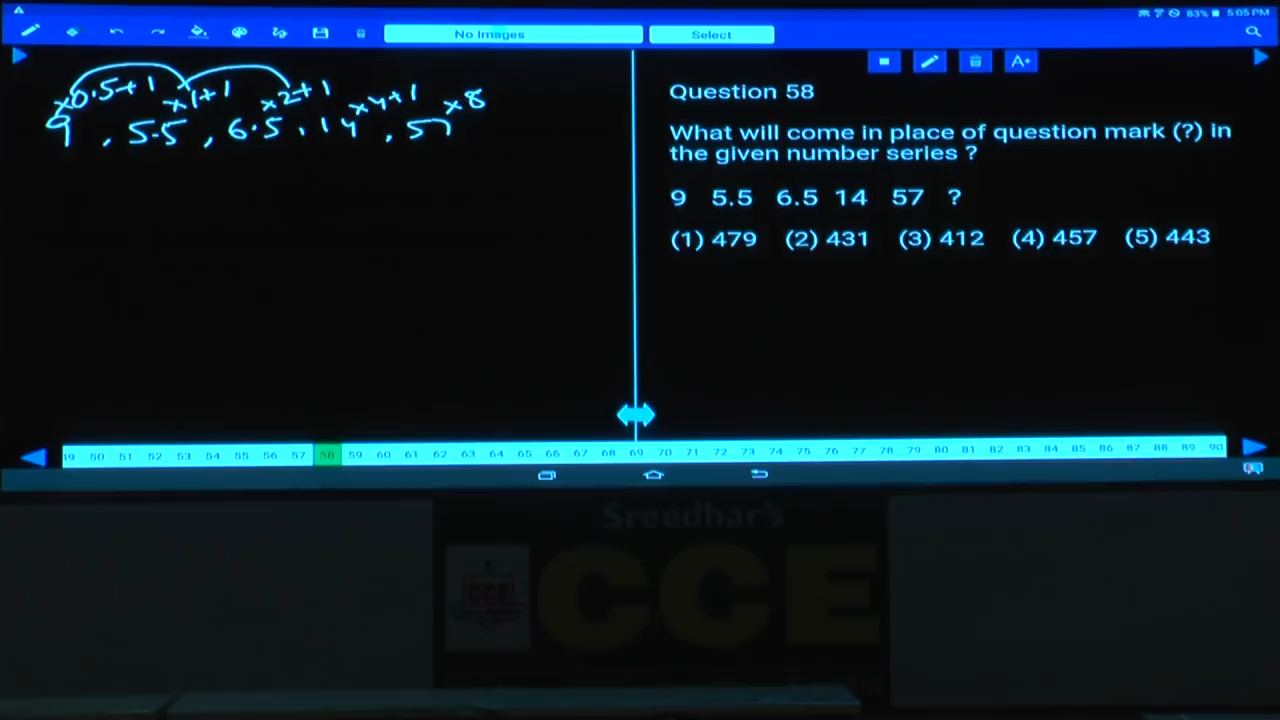 83% 5:05 PM
No Images Select
×0.5+1 ×1+1 ×2+1 ×4+1 ×8
9 , 5.5 , 6.5 , 14 , 57
A+
Question 58
What will come in place of question mark (?) in
the given number series ?
9 5.5 6.5 14 57 ?
(1) 479 (2) 431 (3) 412 (4) 457 (5) 443
49 50 51 52 53 54 55 56 57 58 59 60 61 62 63 64 65 66 67 68 69 70 71 72 73 74 75 76 77 78 79 80 81 82 83 84 85 86 87 88 89 90
Sreedhar's
CCE
CCE